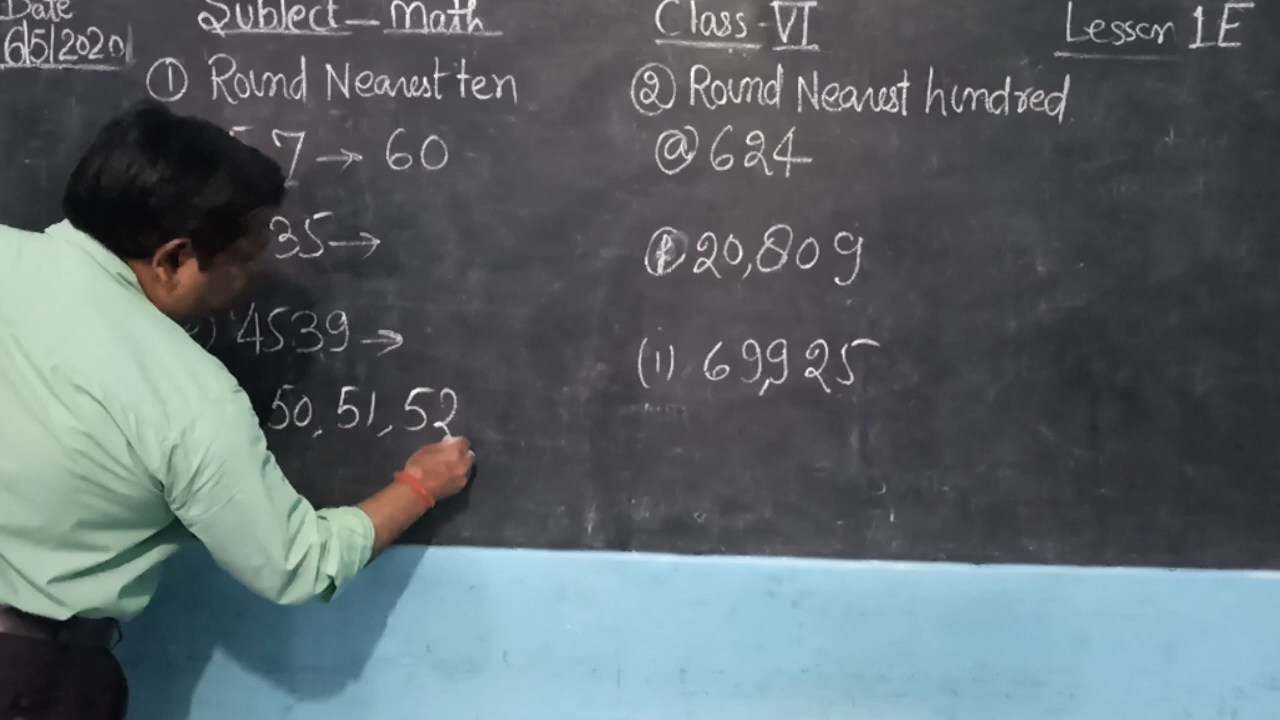 Date Subject - Math Class - VI Lesson 1E
6/5/2020
① Round Nearest ten ② Round Nearest hundred
7 → 60 ⓐ 624
35 → 20,809
4539 → (i) 69,925
50, 51, 52